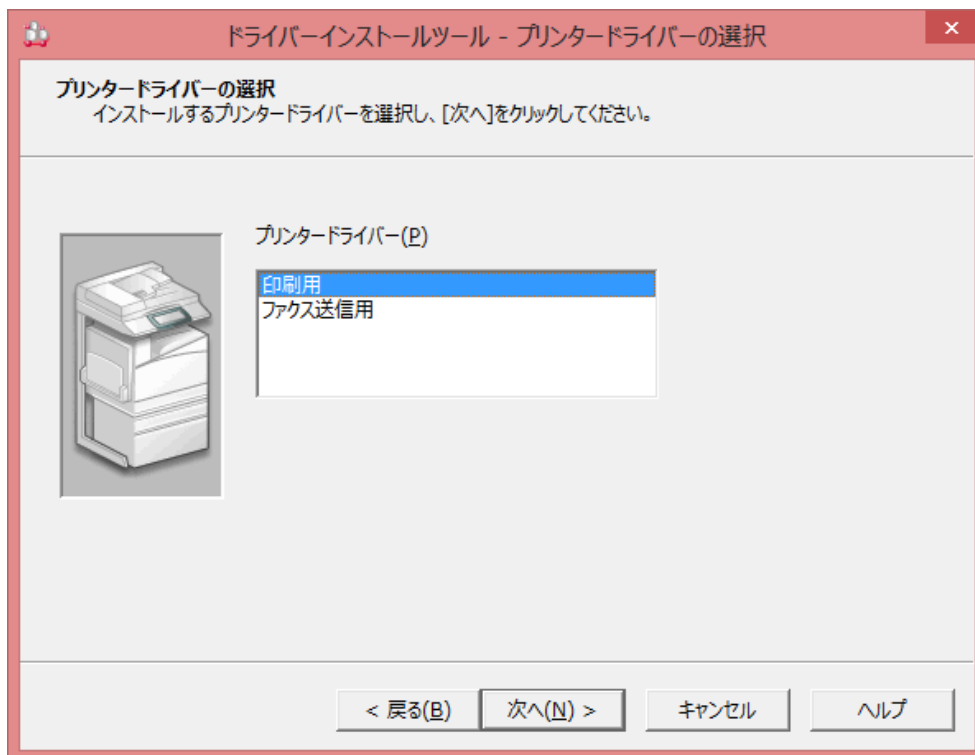 ドライバーインストールツール - プリンタードライバーの選択
プリンタードライバーの選択
インストールするプリンタードライバーを選択し、[次へ]をクリックしてください。
プリンタードライバー(P)
印刷用
ファクス送信用
< 戻る(B)
次へ(N) >
キャンセル
ヘルプ